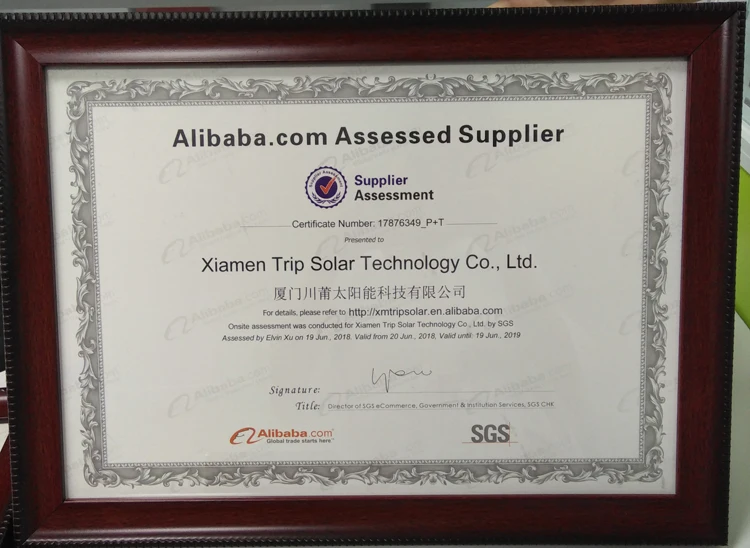 Alibaba.com Assessed Supplier
Supplier Assessment
Supplier
Assessment
Certificate Number: 17876349_P+T
Presented to
Xiamen Trip Solar Technology Co., Ltd.
厦门川莆太阳能科技有限公司
For details, please refer to http://xmtripsolar.en.alibaba.com
Onsite assessment was conducted for Xiamen Trip Solar Technology Co., Ltd. by SGS
Assessed by Elvin Xu on 19 Jun., 2018, Valid from 20 Jun., 2018, Valid until 19 Jun., 2019
Signature:
Title: Director of SGS eCommerce, Government & Institution Services, SGS CHK
Alibaba.com
Global trade starts here
SGS